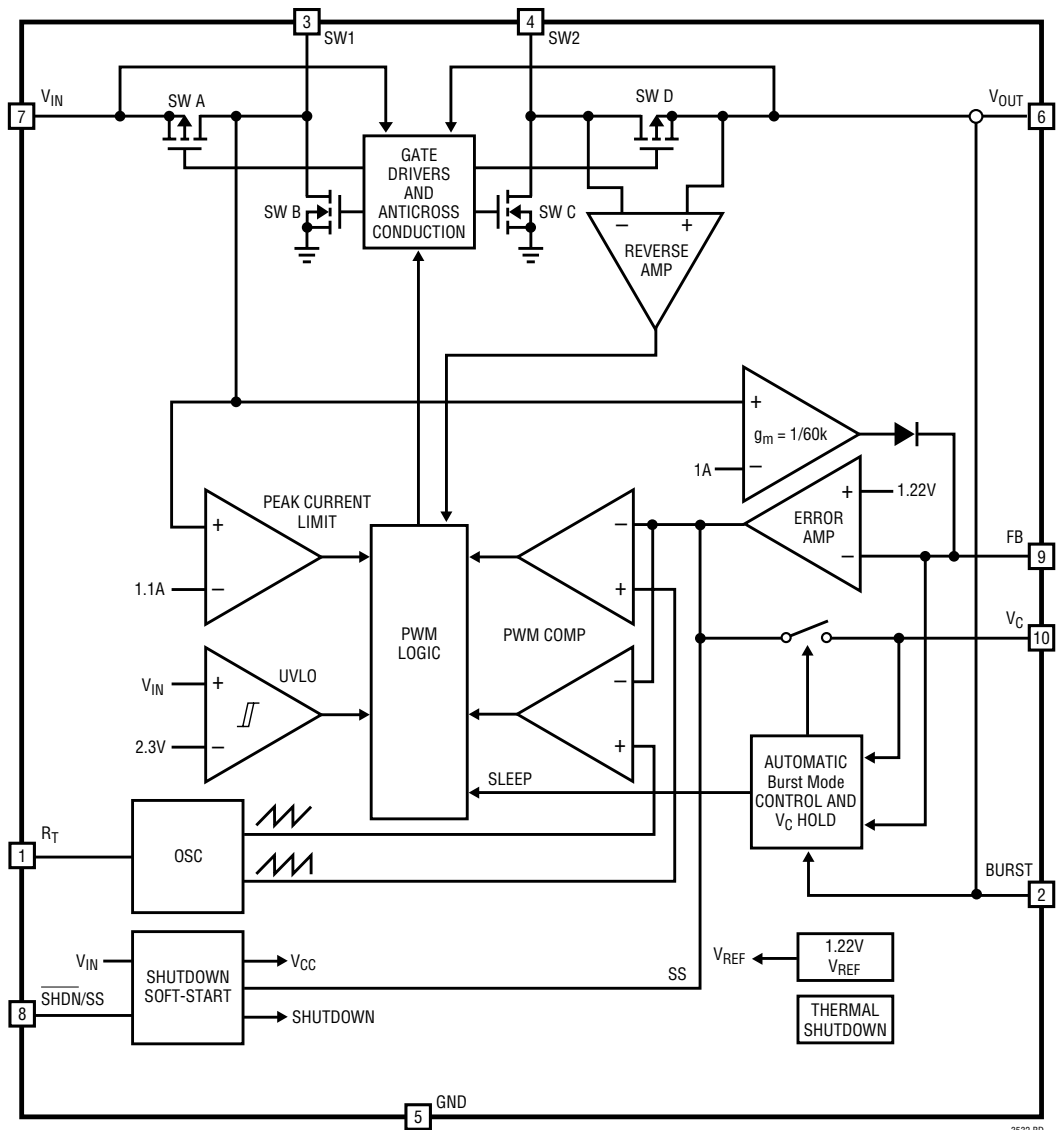 3
SW1
4
SW2
7
VIN
SW A
SW D
VOUT
6
GATE
DRIVERS
AND
ANTICROSS
CONDUCTION
SW B
SW C
–
+
REVERSE
AMP
+
gm = 1/60k
1A
–
+
1.22V
ERROR
AMP
–
FB
9
PEAK CURRENT
LIMIT
+
1.1A
–
–
+
PWM
LOGIC
PWM COMP
VC
10
UVLO
VIN
+
2.3V
–
–
+
SLEEP
AUTOMATIC
Burst Mode
CONTROL AND
VC HOLD
RT
1
OSC
BURST
2
VIN
SHUTDOWN
SOFT-START
VCC
SHDN/SS
8
SHUTDOWN
SS
VREF
1.22V
VREF
THERMAL
SHUTDOWN
GND
5
3532 BD